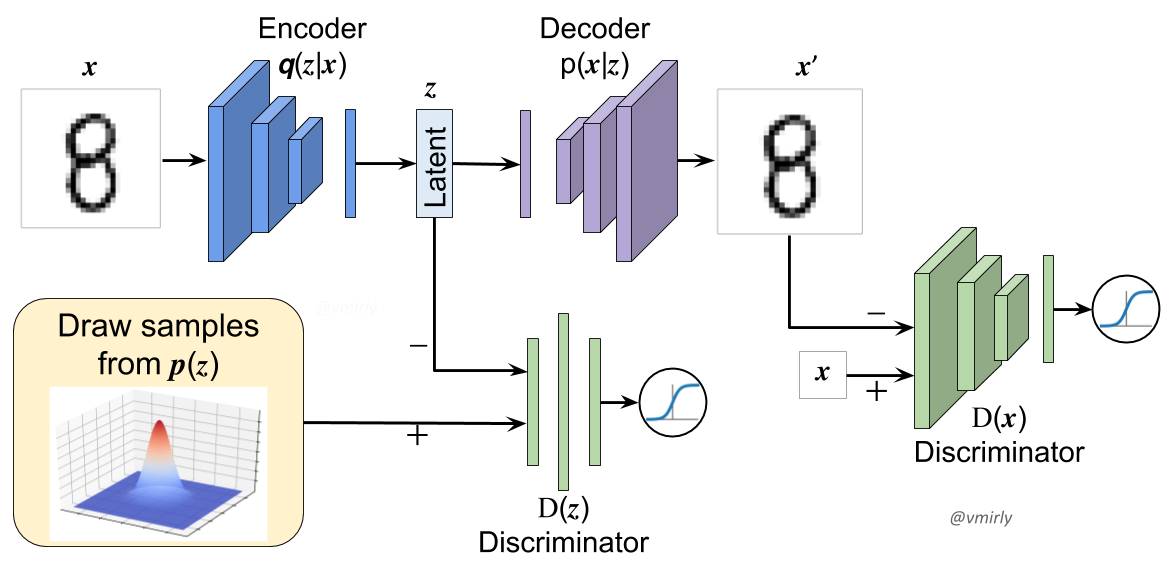 Encoder
q(z|x)
Decoder
p(x|z)
x
z
x′
Latent
@vmirly
Draw samples
from p(z)
−
+
D(z)
Discriminator
−
x
+
D(x)
Discriminator
@vmirly